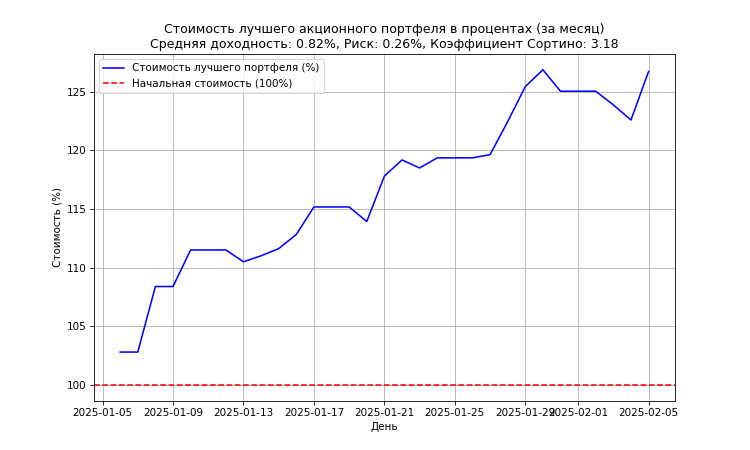 Стоимость лучшего акционного портфеля в процентах (за месяц)
Средняя доходность: 0.82%, Риск: 0.26%, Коэффициент Сортино: 3.18
Стоимость лучшего портфеля (%)
Начальная стоимость (100%)
Стоимость (%)
125
120
115
110
105
100
2025-01-05 2025-01-09 2025-01-13 2025-01-17 2025-01-21 2025-01-25 2025-01-29 2025-02-01 2025-02-05
День